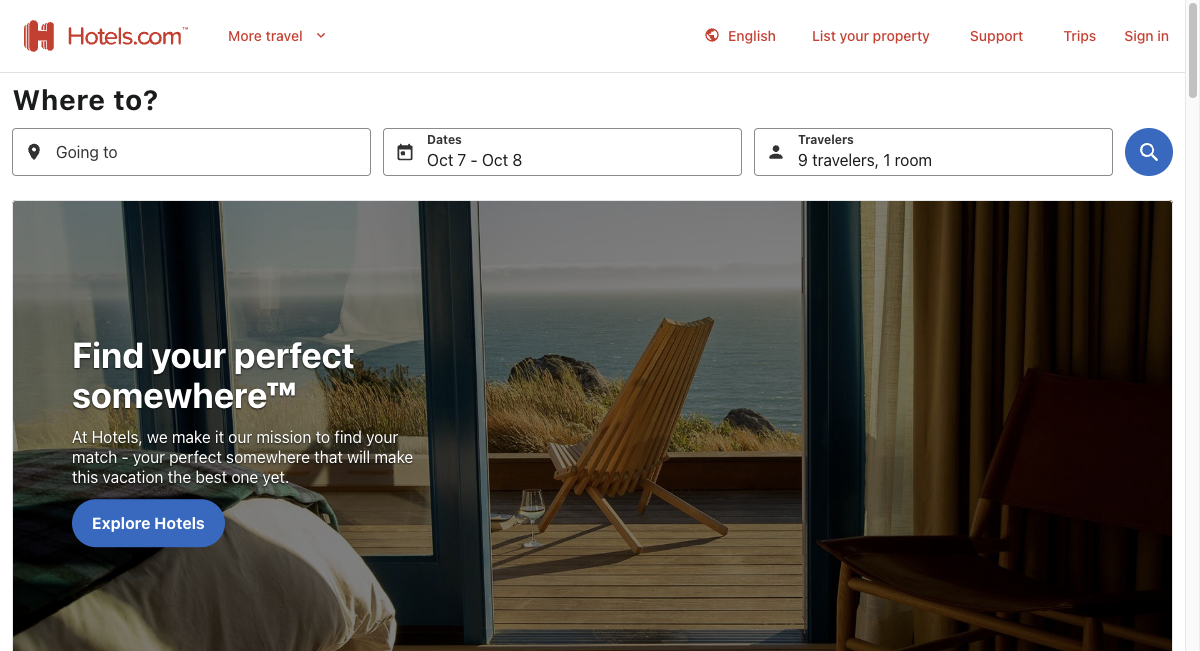 Hotels.com™
More travel
English
List your property
Support
Trips
Sign in
Where to?
Going to
Dates
Oct 7 - Oct 8
Travelers
9 travelers, 1 room
Find your perfect
somewhere™
At Hotels, we make it our mission to find your
match - your perfect somewhere that will make
this vacation the best one yet.
Explore Hotels